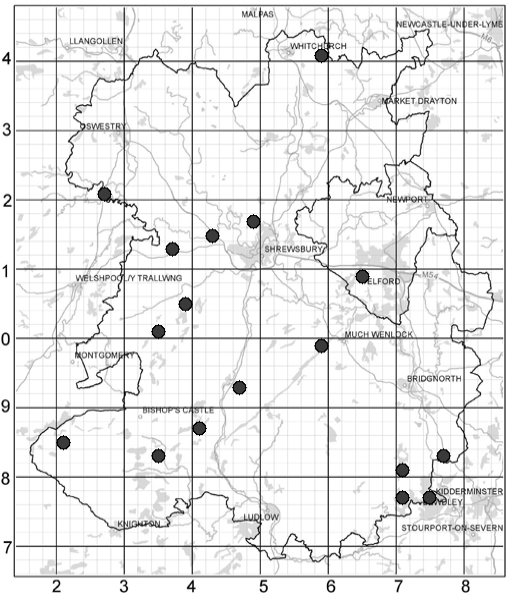 MALPAS
NEWCASTLE-UNDER-LYME
LLANGOLLEN
M6
WHITCHURCH
4
MARKET DRAYTON
OSWESTRY
3
2
NEWPORT
SHREWSBURY
1
WELSHPOOL/Y TRALLWNG
M54
TELFORD
0
MUCH WENLOCK
MONTGOMERY
BRIDGNORTH
9
BISHOP'S CASTLE
8
KIDDERMINSTER
LUDLOW
KNIGHTON
STOURPORT-ON-SEVERN
7
2 3 4 5 6 7 8